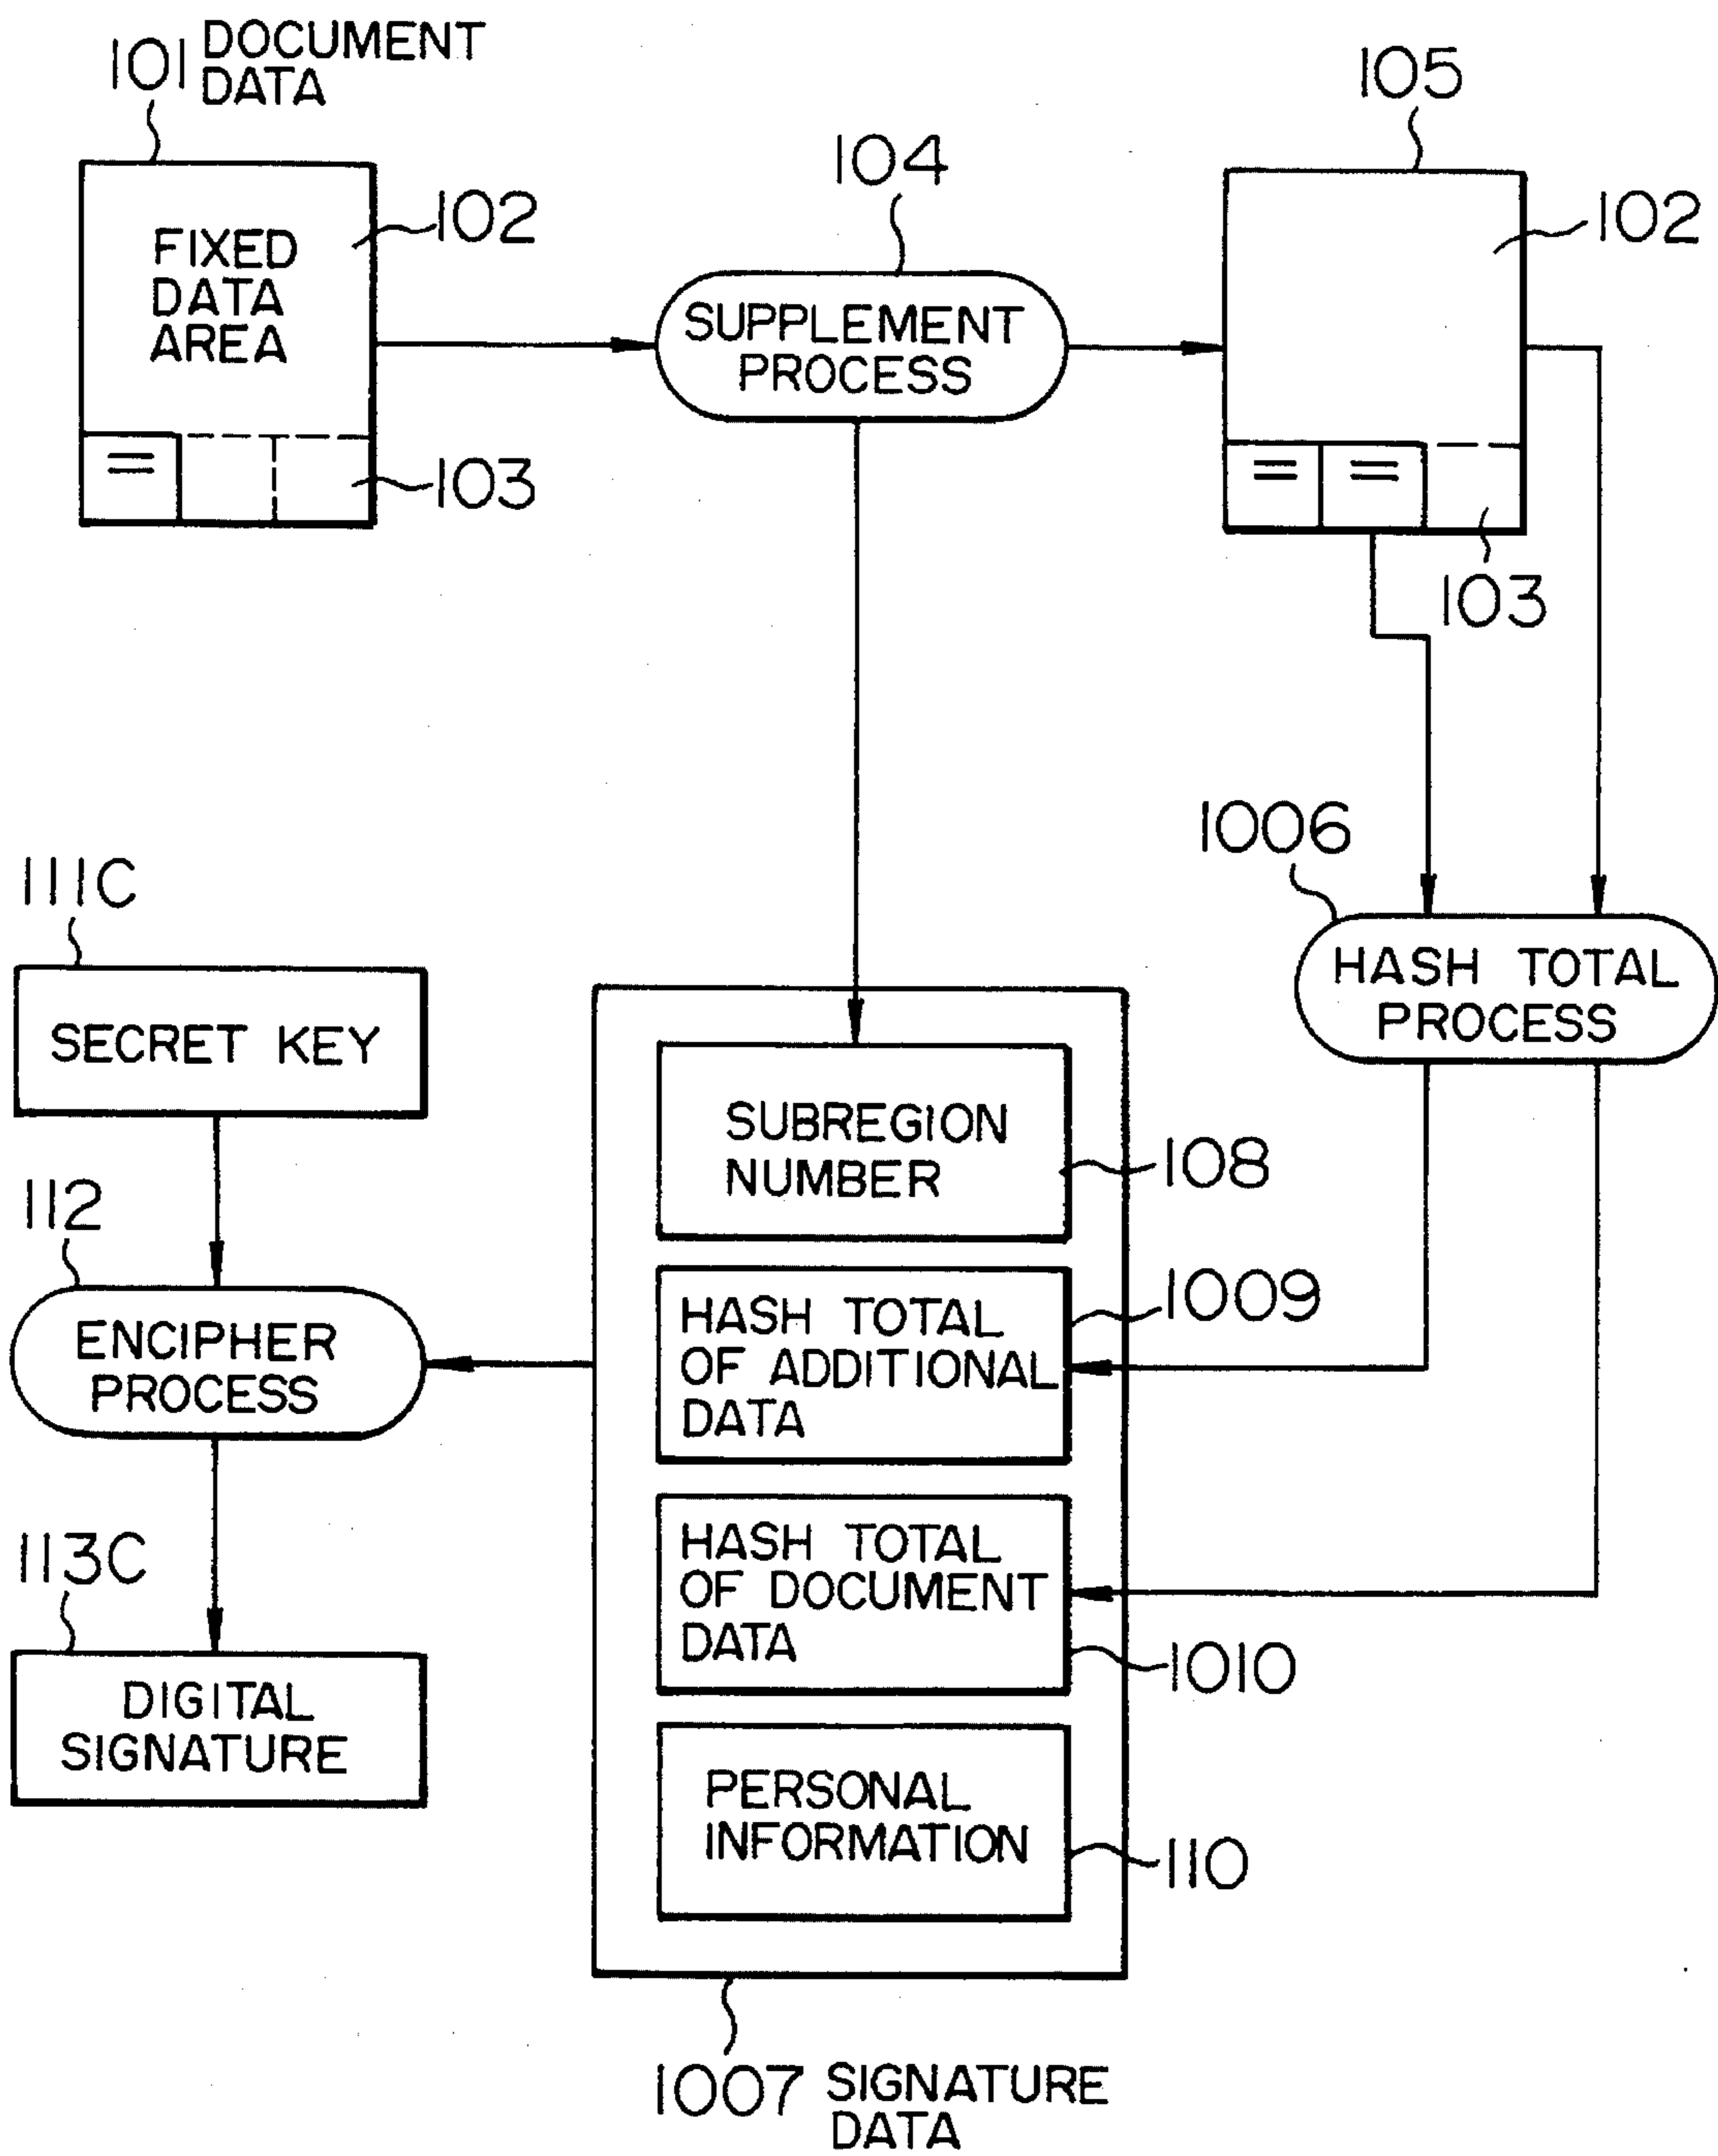 101 DOCUMENT
DATA
105
104
102
102
FIXED
DATA
AREA
SUPPLEMENT
PROCESS
103
103
1006
111C
HASH TOTAL
PROCESS
SECRET KEY
SUBREGION
NUMBER
108
112
1009
HASH TOTAL
OF ADDITIONAL
DATA
ENCIPHER
PROCESS
HASH TOTAL
OF DOCUMENT
DATA
113C
1010
DIGITAL
SIGNATURE
PERSONAL
INFORMATION
110
1007 SIGNATURE
DATA